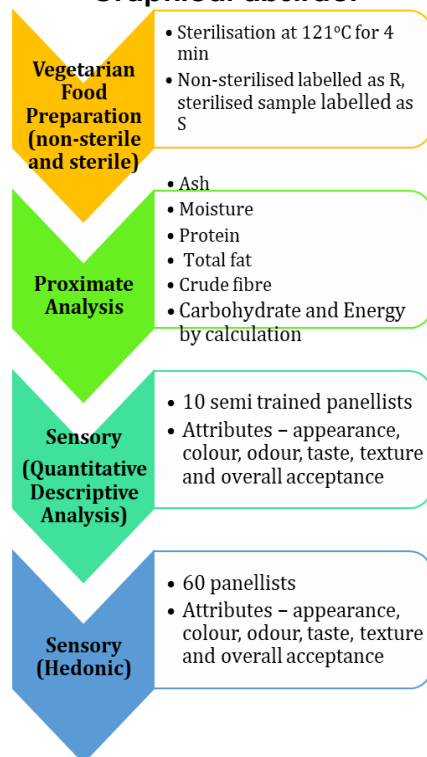 Vegetarian
Food
Preparation
(non-sterile
and sterile)
• Sterilisation at 121°C for 4
min
• Non-sterilised labelled as R,
sterilised sample labelled as
S
Proximate
Analysis
• Ash
• Moisture
• Protein
• Total fat
• Crude fibre
• Carbohydrate and Energy
by calculation
Sensory
(Quantitative
Descriptive
Analysis)
• 10 semi trained panellists
• Attributes – appearance,
colour, odour, taste, texture
and overall acceptance
Sensory
(Hedonic)
• 60 panellists
• Attributes – appearance,
colour, odour, taste, texture
and overall acceptance